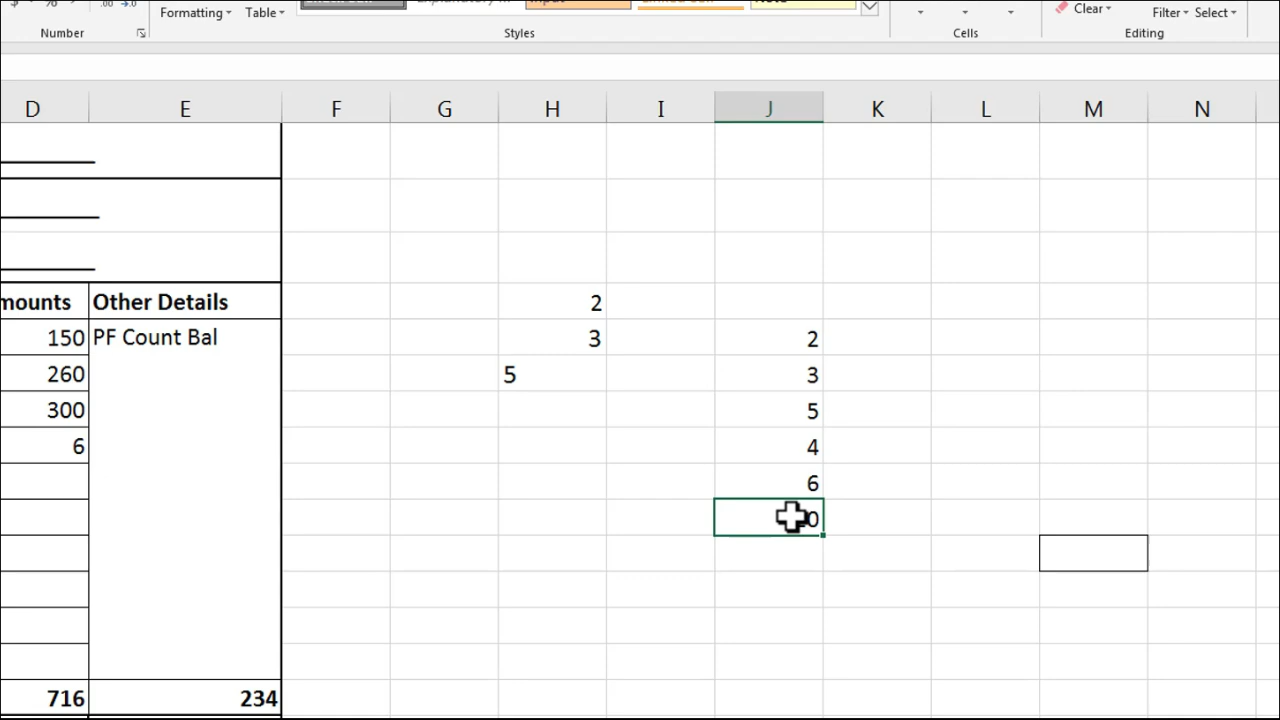 Formatting Table
Clear
Filter Select
Number
Styles
Cells
Editing
D E F G H I J K L M N
mounts Other Details 2
150 PF Count Bal 3 2
260 5 3
300 5
6 4
6
716 234